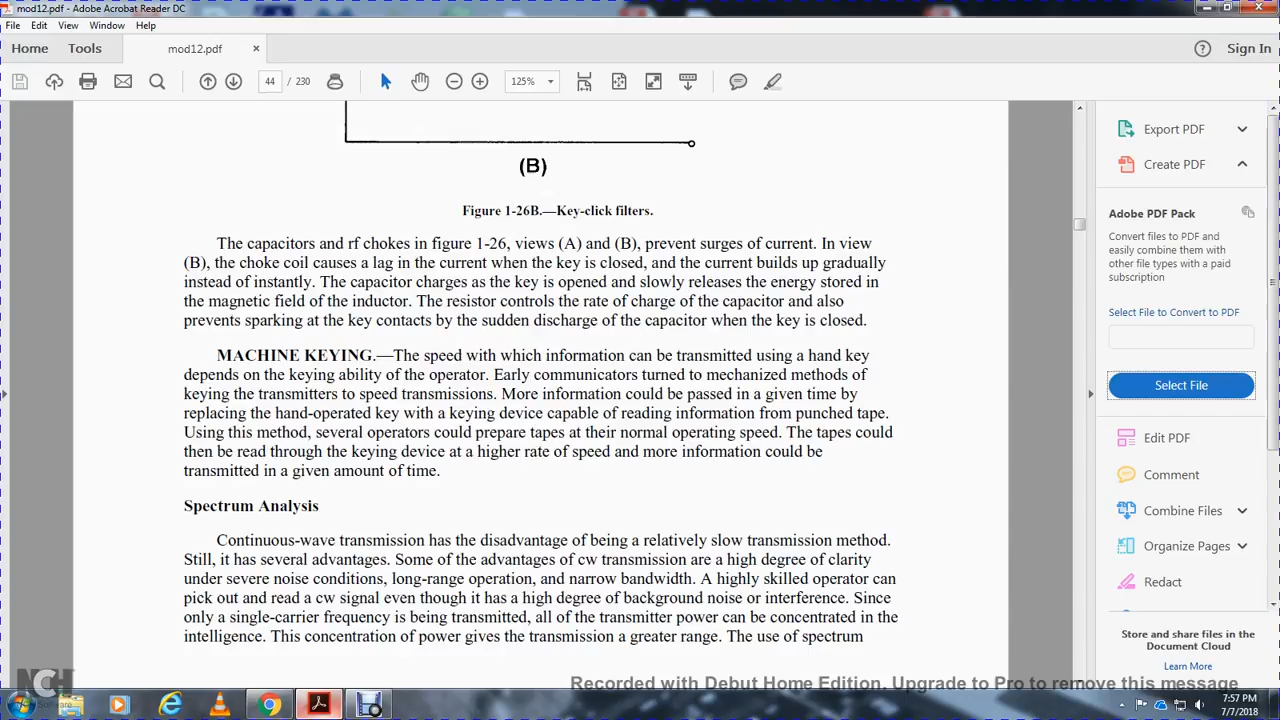 mod12.pdf - Adobe Acrobat Reader DC
File Edit View Window Help
Home Tools mod12.pdf × Sign In
44 / 230 125%
(B)
Figure 1-26B.—Key-click filters.
The capacitors and rf chokes in figure 1-26, views (A) and (B), prevent surges of current. In view
(B), the choke coil causes a lag in the current when the key is closed, and the current builds up gradually
instead of instantly. The capacitor charges as the key is opened and slowly releases the energy stored in
the magnetic field of the inductor. The resistor controls the rate of charge of the capacitor and also
prevents sparking at the key contacts by the sudden discharge of the capacitor when the key is closed.
MACHINE KEYING.—The speed with which information can be transmitted using a hand key
depends on the keying ability of the operator. Early communicators turned to mechanized methods of
keying the transmitters to speed transmissions. More information could be passed in a given time by
replacing the hand-operated key with a keying device capable of reading information from punched tape.
Using this method, several operators could prepare tapes at their normal operating speed. The tapes could
then be read through the keying device at a higher rate of speed and more information could be
transmitted in a given amount of time.
Spectrum Analysis
Continuous-wave transmission has the disadvantage of being a relatively slow transmission method.
Still, it has several advantages. Some of the advantages of cw transmission are a high degree of clarity
under severe noise conditions, long-range operation, and narrow bandwidth. A highly skilled operator can
pick out and read a cw signal even though it has a high degree of background noise or interference. Since
only a single-carrier frequency is being transmitted, all of the transmitter power can be concentrated in the
intelligence. This concentration of power gives the transmission a greater range. The use of spectrum
Export PDF
Create PDF
Adobe PDF Pack
Convert files to PDF and
easily combine them with
other file types with a paid
subscription
Select File to Convert to PDF
Select File
Edit PDF
Comment
Combine Files
Organize Pages
Redact
Store and share files in the
Document Cloud
Learn More
NCH
Software
Recorded with Debut Home Edition. Upgrade to Pro to remove this message
7:57 PM
7/7/2018